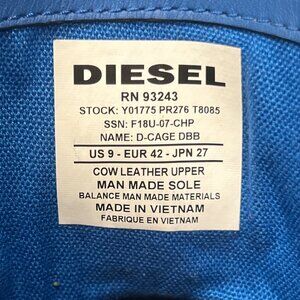 DIESEL
RN 93243
STOCK: Y01775 PR276 T8085
SSN: F18U-07-CHP
NAME: D-CAGE DBB
US 9 - EUR 42 - JPN 27
COW LEATHER UPPER
MAN MADE SOLE
BALANCE MAN MADE MATERIALS
MADE IN VIETNAM
FABRIQUE EN VIETNAM